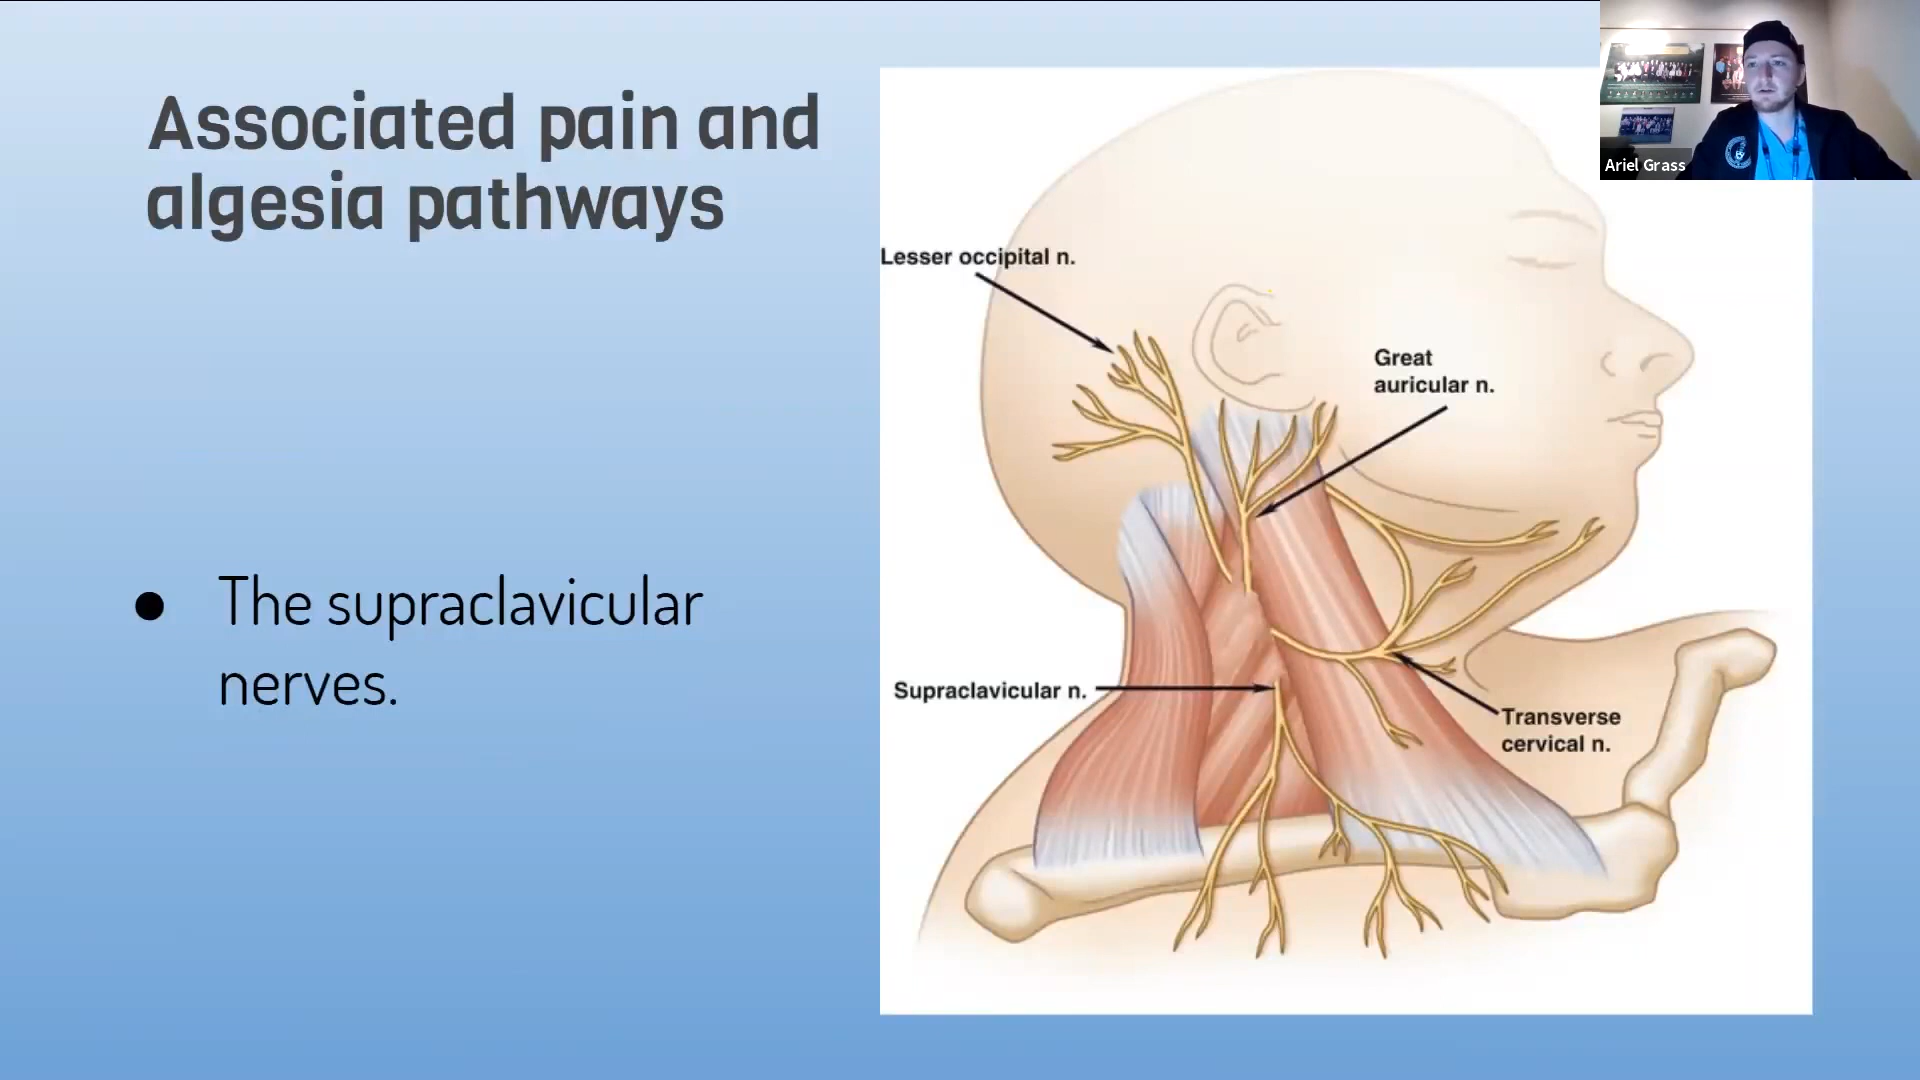 Associated pain and
algesia pathways
The supraclavicular
nerves.
Lesser occipital n.
Great
auricular n.
Supraclavicular n.
Transverse
cervical n.
Ariel Grass